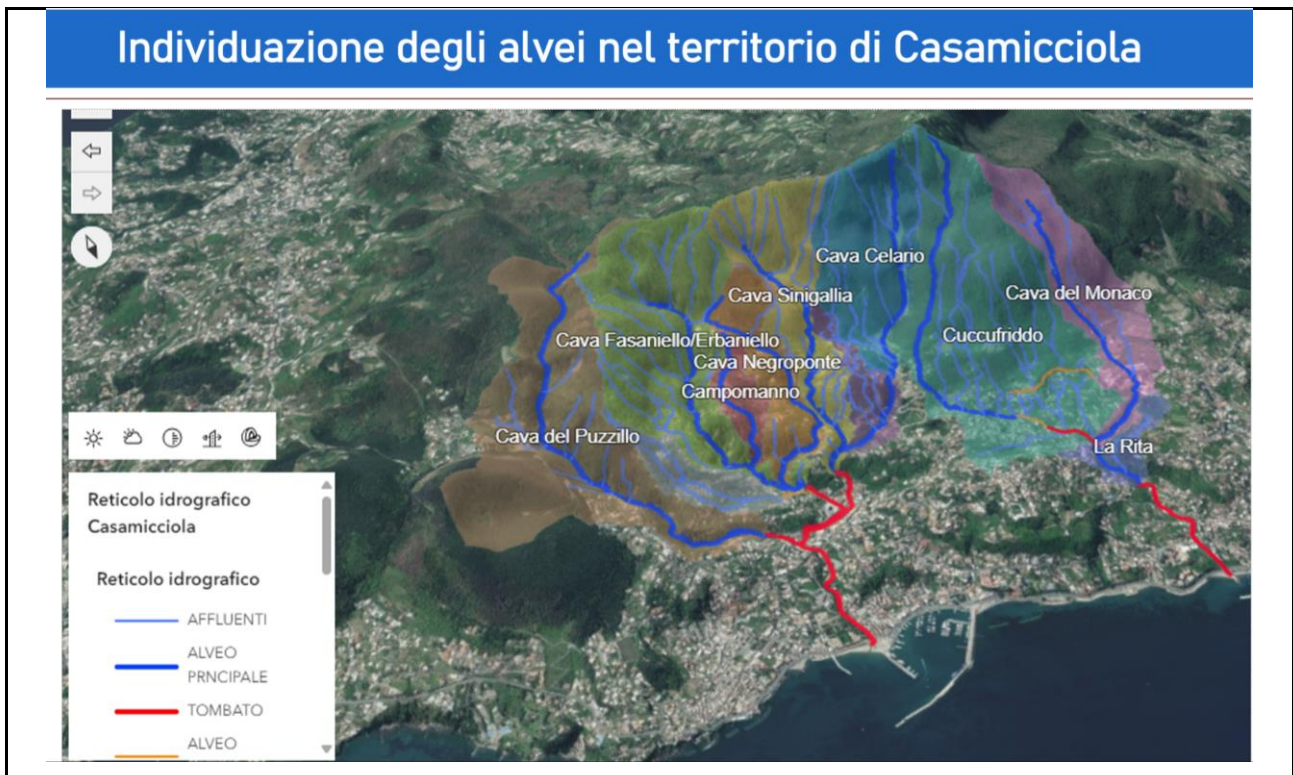 Individuazione degli alvei nel territorio di Casamicciola
Cava Celario
Cava Sinigallia
Cava del Monaco
Cuccufriddo
Cava Fasaniello/Erbaniello
Cava Negroponte
Campomanno
Cava del Puzzillo
La Rita
Reticolo idrografico
Casamicciola
Reticolo idrografico
AFFLUENTI
ALVEO
PRNCIPALE
TOMBATO
ALVEO